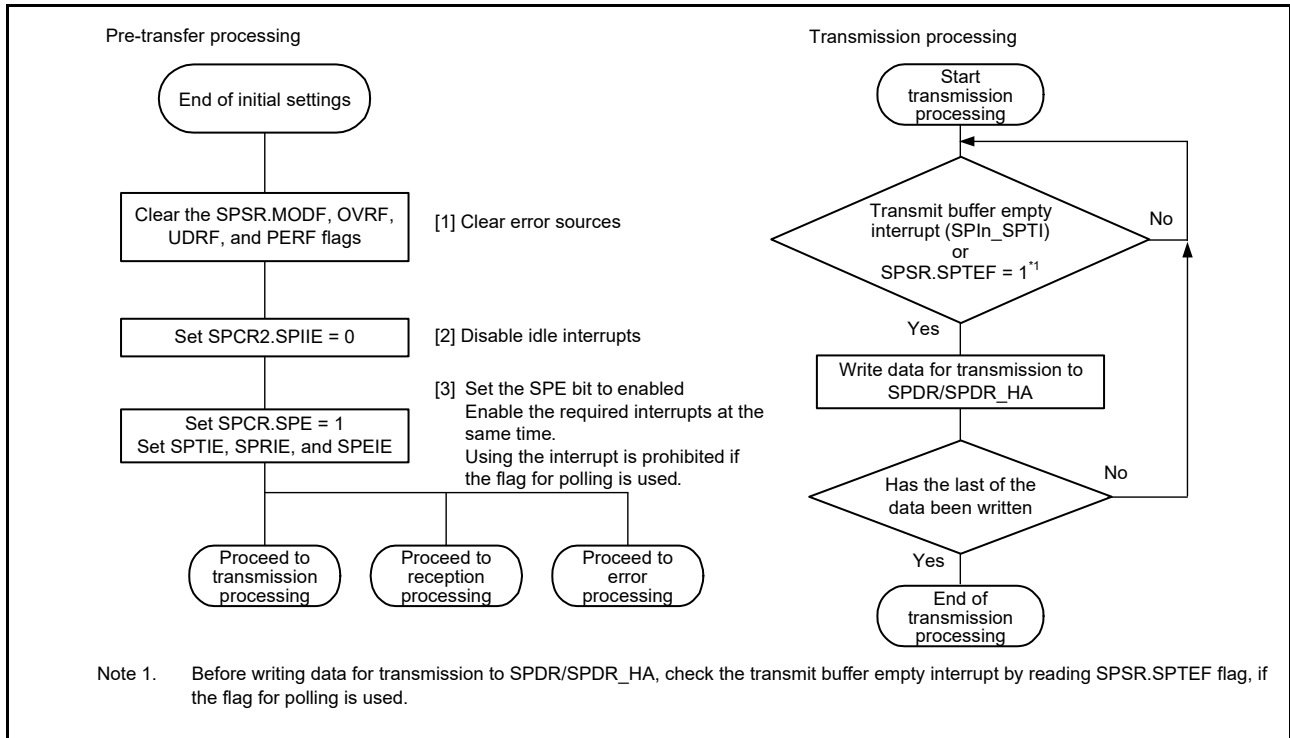 Pre-transfer processing
End of initial settings
Clear the SPSR.MODF, OVRF,
UDRF, and PERF flags
[1] Clear error sources
Set SPCR2.SPIIE = 0
[2] Disable idle interrupts
Set SPCR.SPE = 1
Set SPTIE, SPRIE, and SPEIE
[3] Set the SPE bit to enabled
Enable the required interrupts at the
same time.
Using the interrupt is prohibited if
the flag for polling is used.
Proceed to
transmission
processing
Proceed to
reception
processing
Proceed to
error
processing
Transmission processing
Start
transmission
processing
Transmit buffer empty
interrupt (SPIn_SPTI)
or
SPSR.SPTEF = 1*1
No
Yes
Write data for transmission to
SPDR/SPDR_HA
Has the last of the
data been written
No
Yes
End of
transmission
processing
Note 1. Before writing data for transmission to SPDR/SPDR_HA, check the transmit buffer empty interrupt by reading SPSR.SPTEF flag, if
the flag for polling is used.